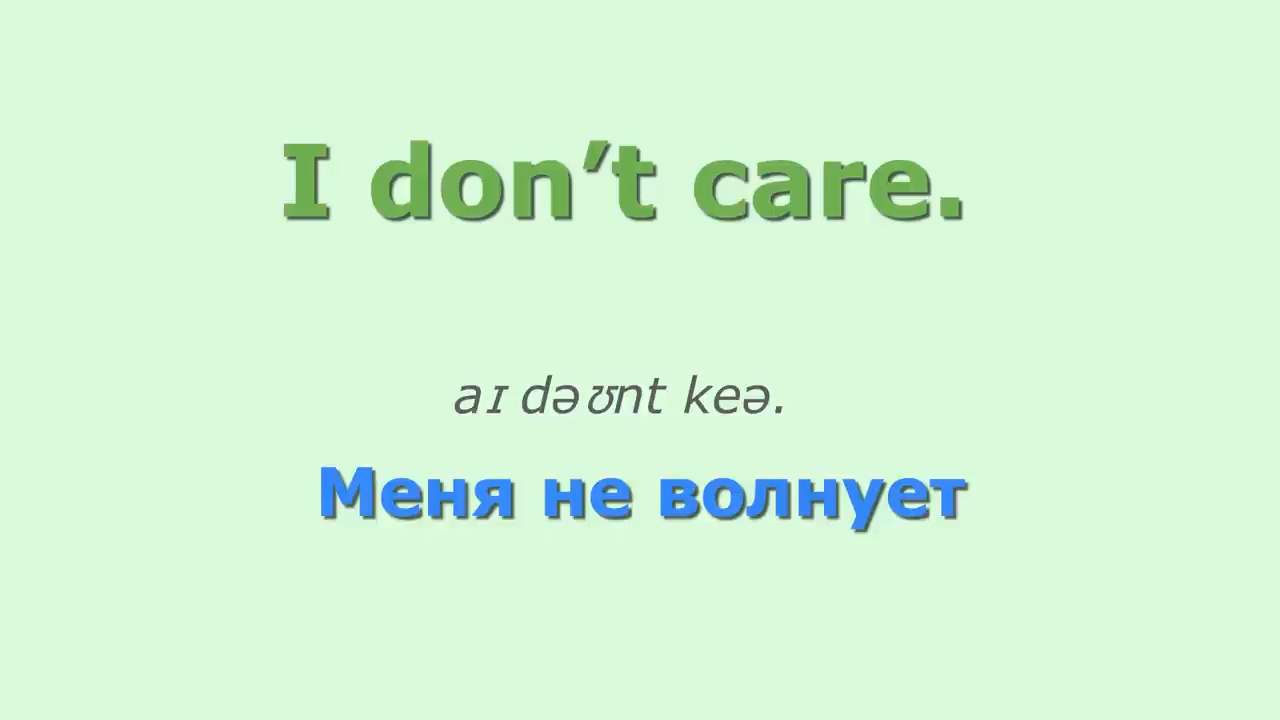 I don’t care.
aɪ dəʊnt keə.
Меня не волнует